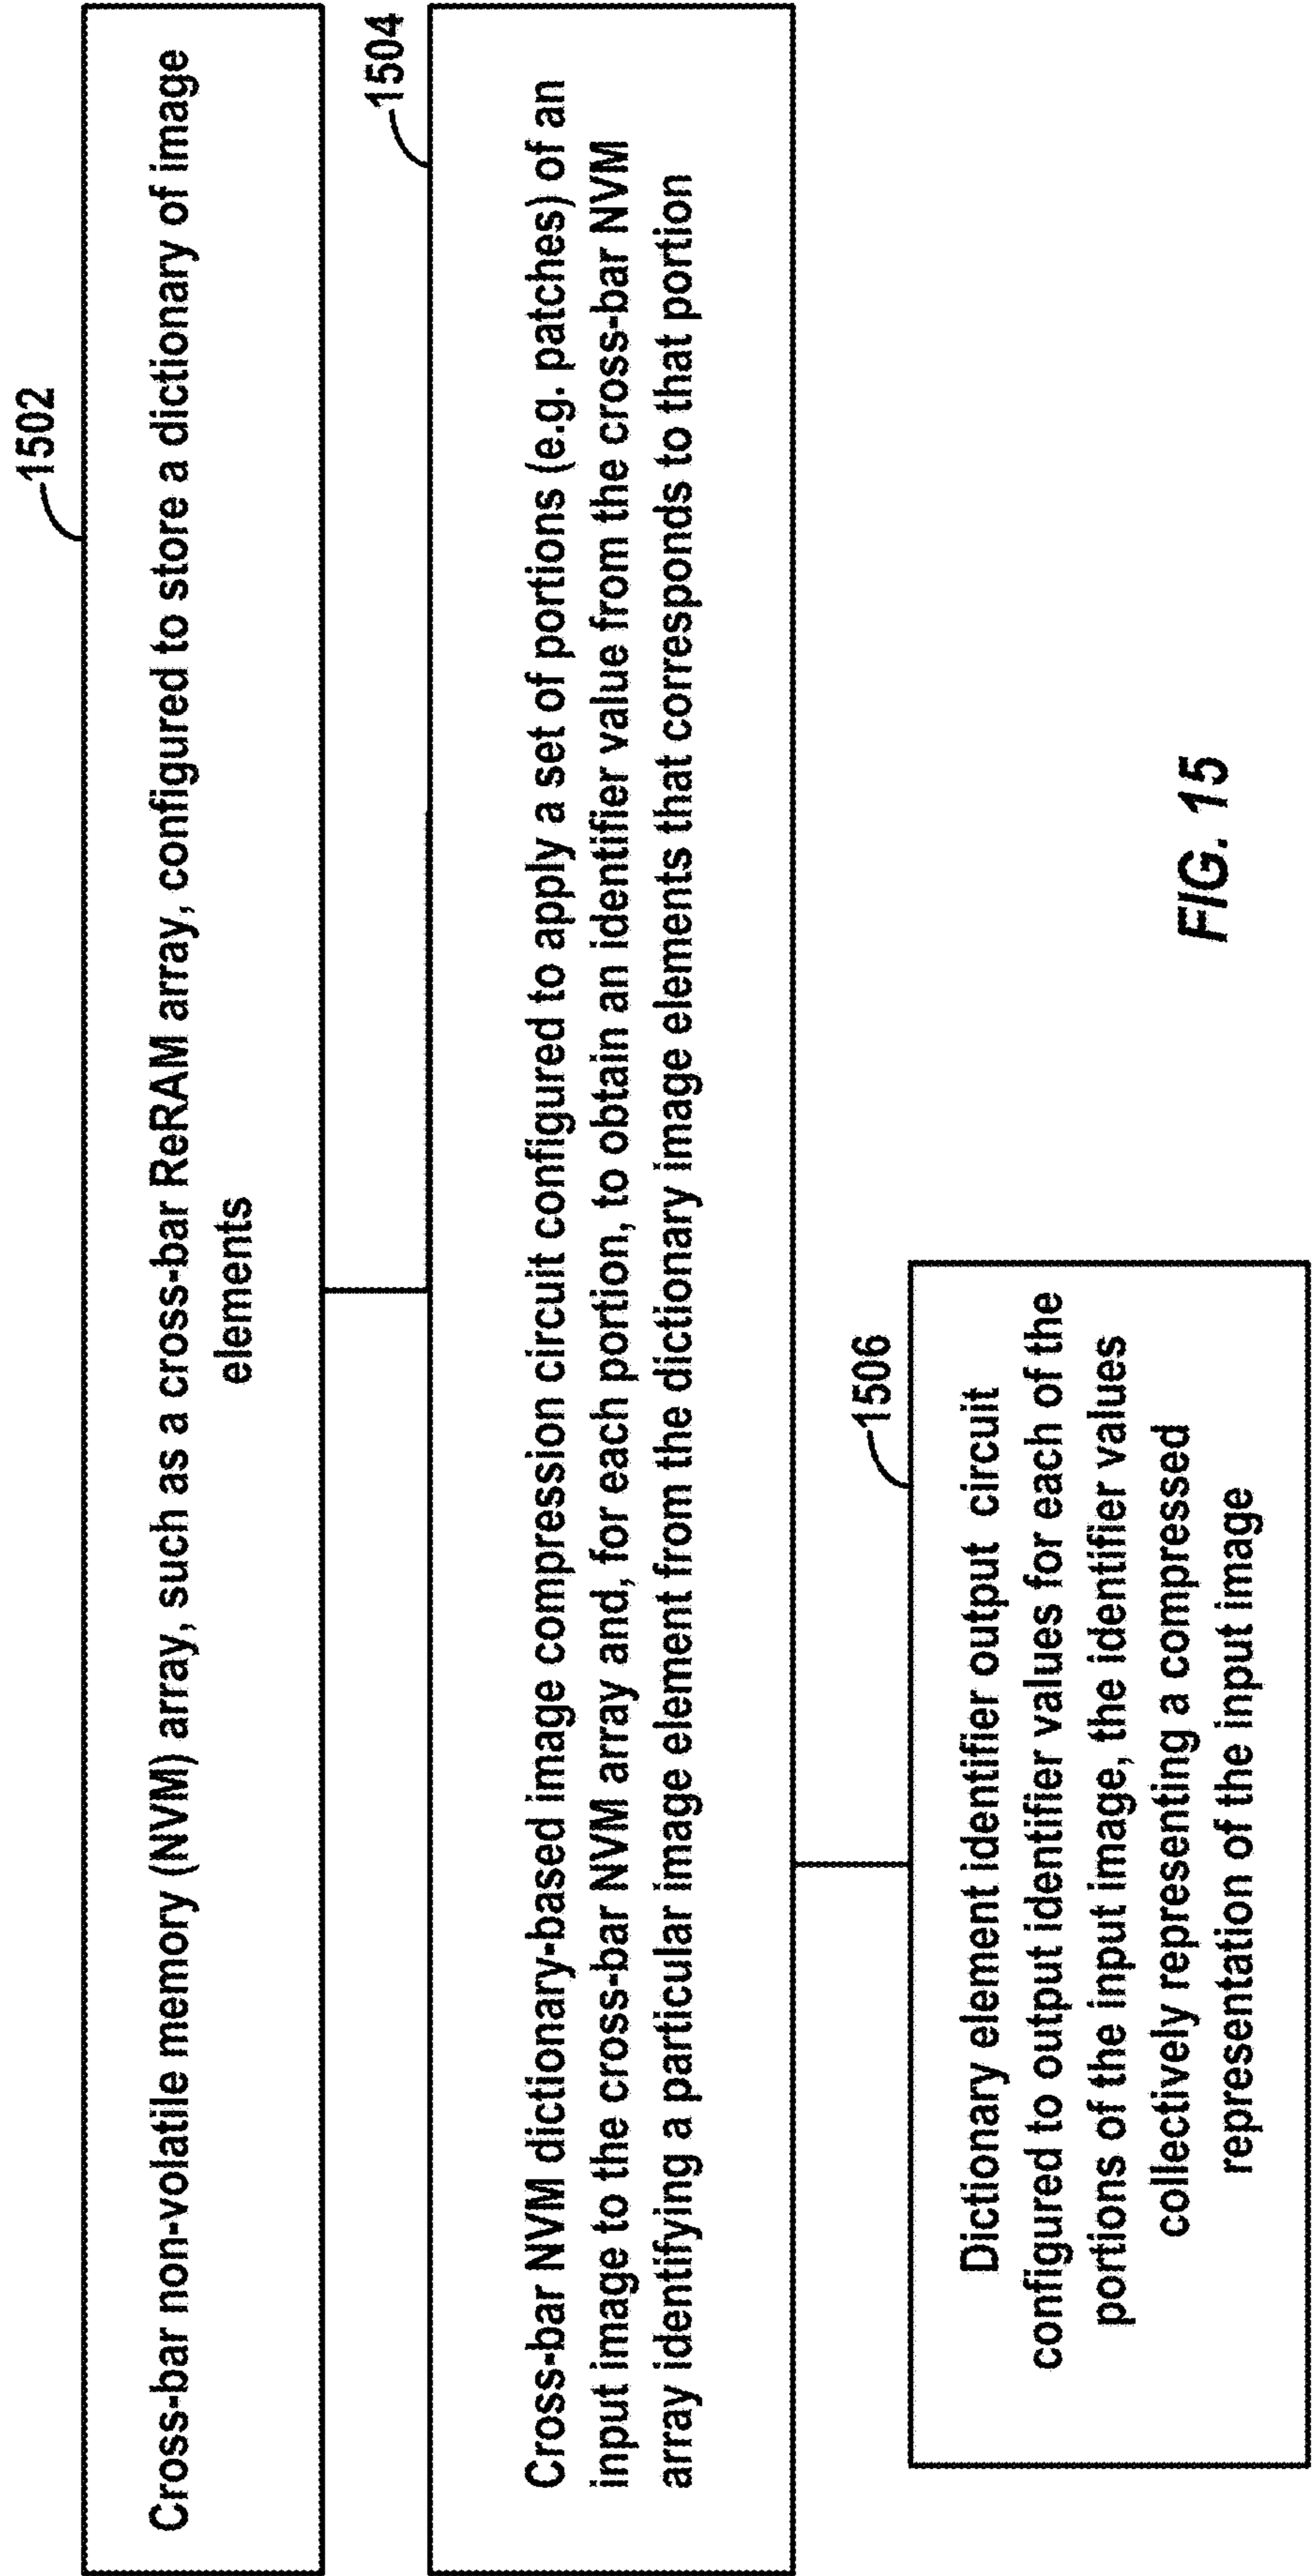 1502
Cross-bar non-volatile memory (NVM) array, such as a cross-bar ReRAM array, configured to store a dictionary of image
elements
1504
Cross-bar NVM dictionary-based image compression circuit configured to apply a set of portions (e.g. patches) of an
input image to the cross-bar NVM array and, for each portion, to obtain an identifier value from the cross-bar NVM
array identifying a particular image element from the dictionary image elements that corresponds to that portion
1506
Dictionary element identifier output circuit
configured to output identifier values for each of the
portions of the input image, the identifier values
collectively representing a compressed
representation of the input image
FIG. 15